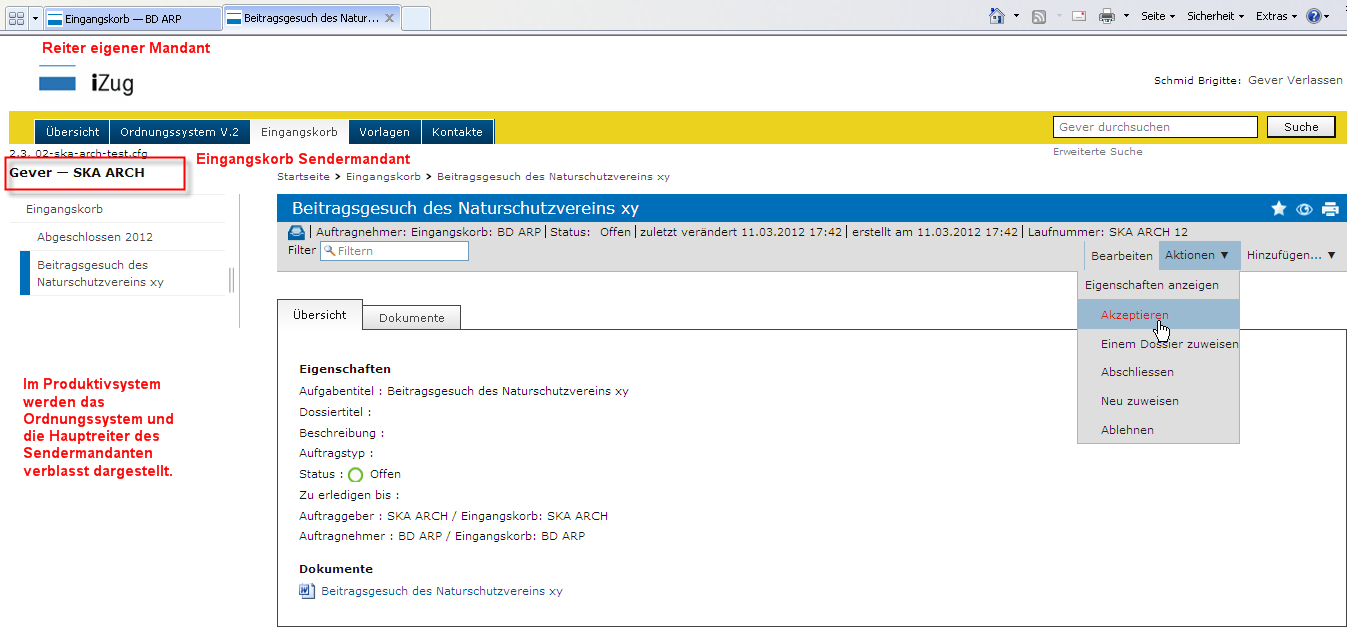 Eingangskorb — BD ARP
Beitragsgesuch des Natur...
Seite
Sicherheit
Extras
Reiter eigener Mandant
iZug
Schmid Brigitte: Gever Verlassen
Übersicht
Ordnungssystem V.2
Eingangskorb
Vorlagen
Kontakte
Gever durchsuchen
Suche
Erweiterte Suche
2.3. 02-ska-arch-test.cfg
Eingangskorb Sendermandant
Gever — SKA ARCH
Startseite > Eingangskorb > Beitragsgesuch des Naturschutzvereins xy
Eingangskorb
Abgeschlossen 2012
Beitragsgesuch des
Naturschutzvereins xy
Beitragsgesuch des Naturschutzvereins xy
Auftragnehmer: Eingangskorb: BD ARP | Status: Offen | zuletzt verändert 11.03.2012 17:42 | erstellt am 11.03.2012 17:42 | Laufnummer: SKA ARCH 12
Filter
Filtern
Bearbeiten
Aktionen ▼
Hinzufügen... ▼
Eigenschaften anzeigen
Akzeptieren
Einem Dossier zuweisen
Abschliessen
Neu zuweisen
Ablehnen
Übersicht
Dokumente
Im Produktivsystem
werden das
Ordnungssystem und
die Hauptreiter des
Sendermandanten
verblasst dargestellt.
Eigenschaften
Aufgabentitel : Beitragsgesuch des Naturschutzvereins xy
Dossiertitel :
Beschreibung :
Auftragstyp :
Status : Offen
Zu erledigen bis :
Auftraggeber : SKA ARCH / Eingangskorb: SKA ARCH
Auftragnehmer : BD ARP / Eingangskorb: BD ARP
Dokumente
Beitragsgesuch des Naturschutzvereins xy